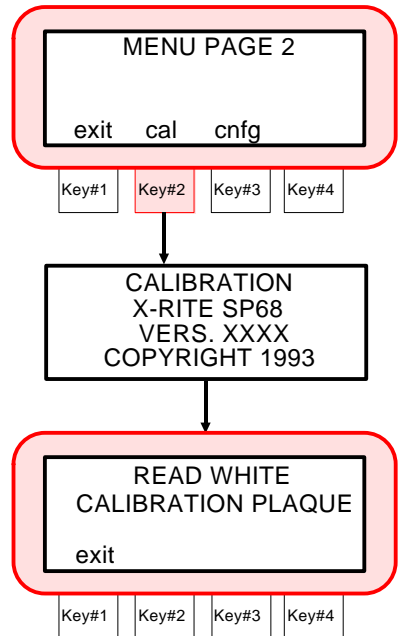 MENU PAGE 2
exit cal cnfg
Key#1 Key#2 Key#3 Key#4
CALIBRATION
X-RITE SP68
VERS. XXXX
COPYRIGHT 1993
READ WHITE
CALIBRATION PLAQUE
exit
Key#1 Key#2 Key#3 Key#4